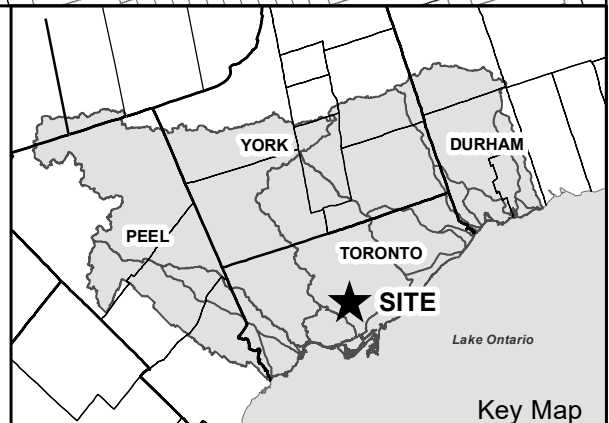 YORK
DURHAM
PEEL
TORONTO
SITE
Lake Ontario
Key Map